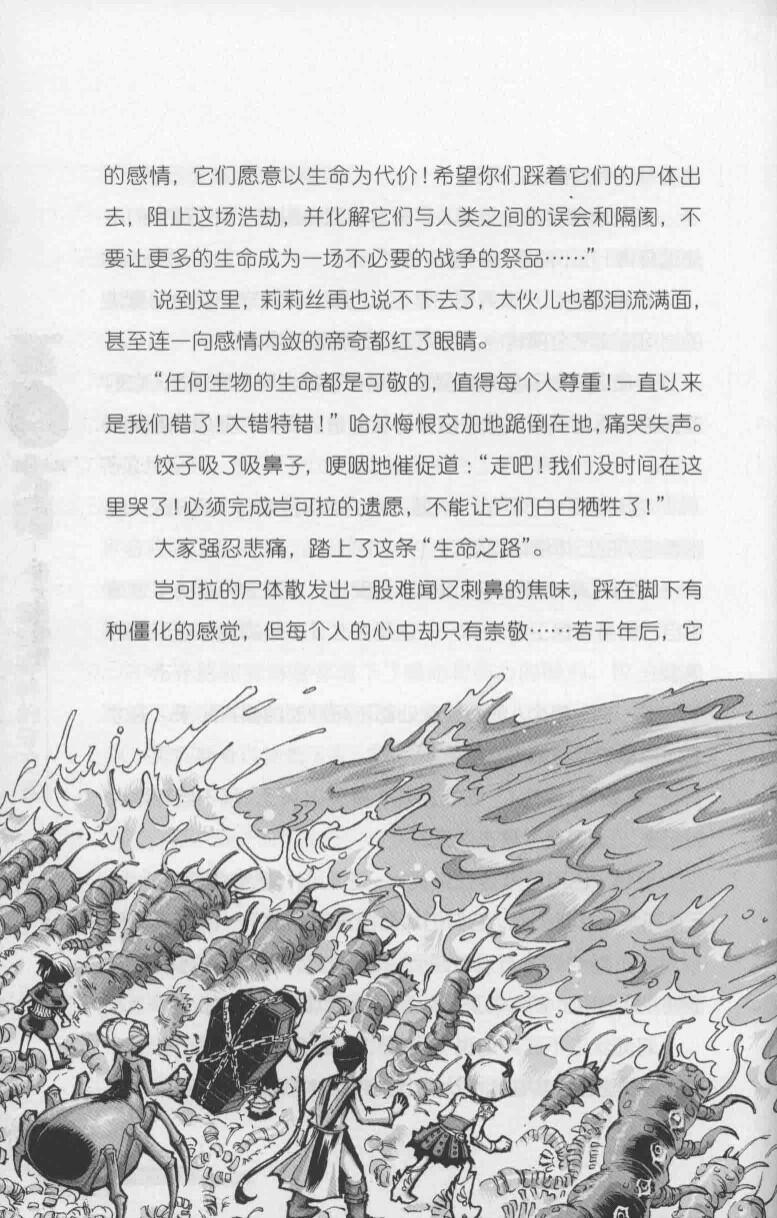 的感情，它们愿意以生命为代价！希望你们踩着它们的尸体出
去，阻止这场浩劫，并化解它们与人类之间的误会和隔阂，不
要让更多的生命成为一场不必要的战争的祭品……”
说到这里，莉莉丝再也说不下去了，大伙儿也都泪流满面，
甚至连一向感情内敛的帝奇都红了眼睛。
“任何生物的生命都是可敬的，值得每个人尊重！一直以来
是我们错了！大错特错！”哈尔悔恨交加地跪倒在地，痛哭失声。
饺子吸了吸鼻子，哽咽地催促道：“走吧！我们没时间在这
里哭了！必须完成岂可拉的遗愿，不能让它们白白牺牲了！”
大家强忍悲痛，踏上了这条“生命之路”。
岂可拉的尸体散发出一股难闻又刺鼻的焦味，踩在脚下有
种僵化的感觉，但每个人的心中却只有崇敬……若干年后，它